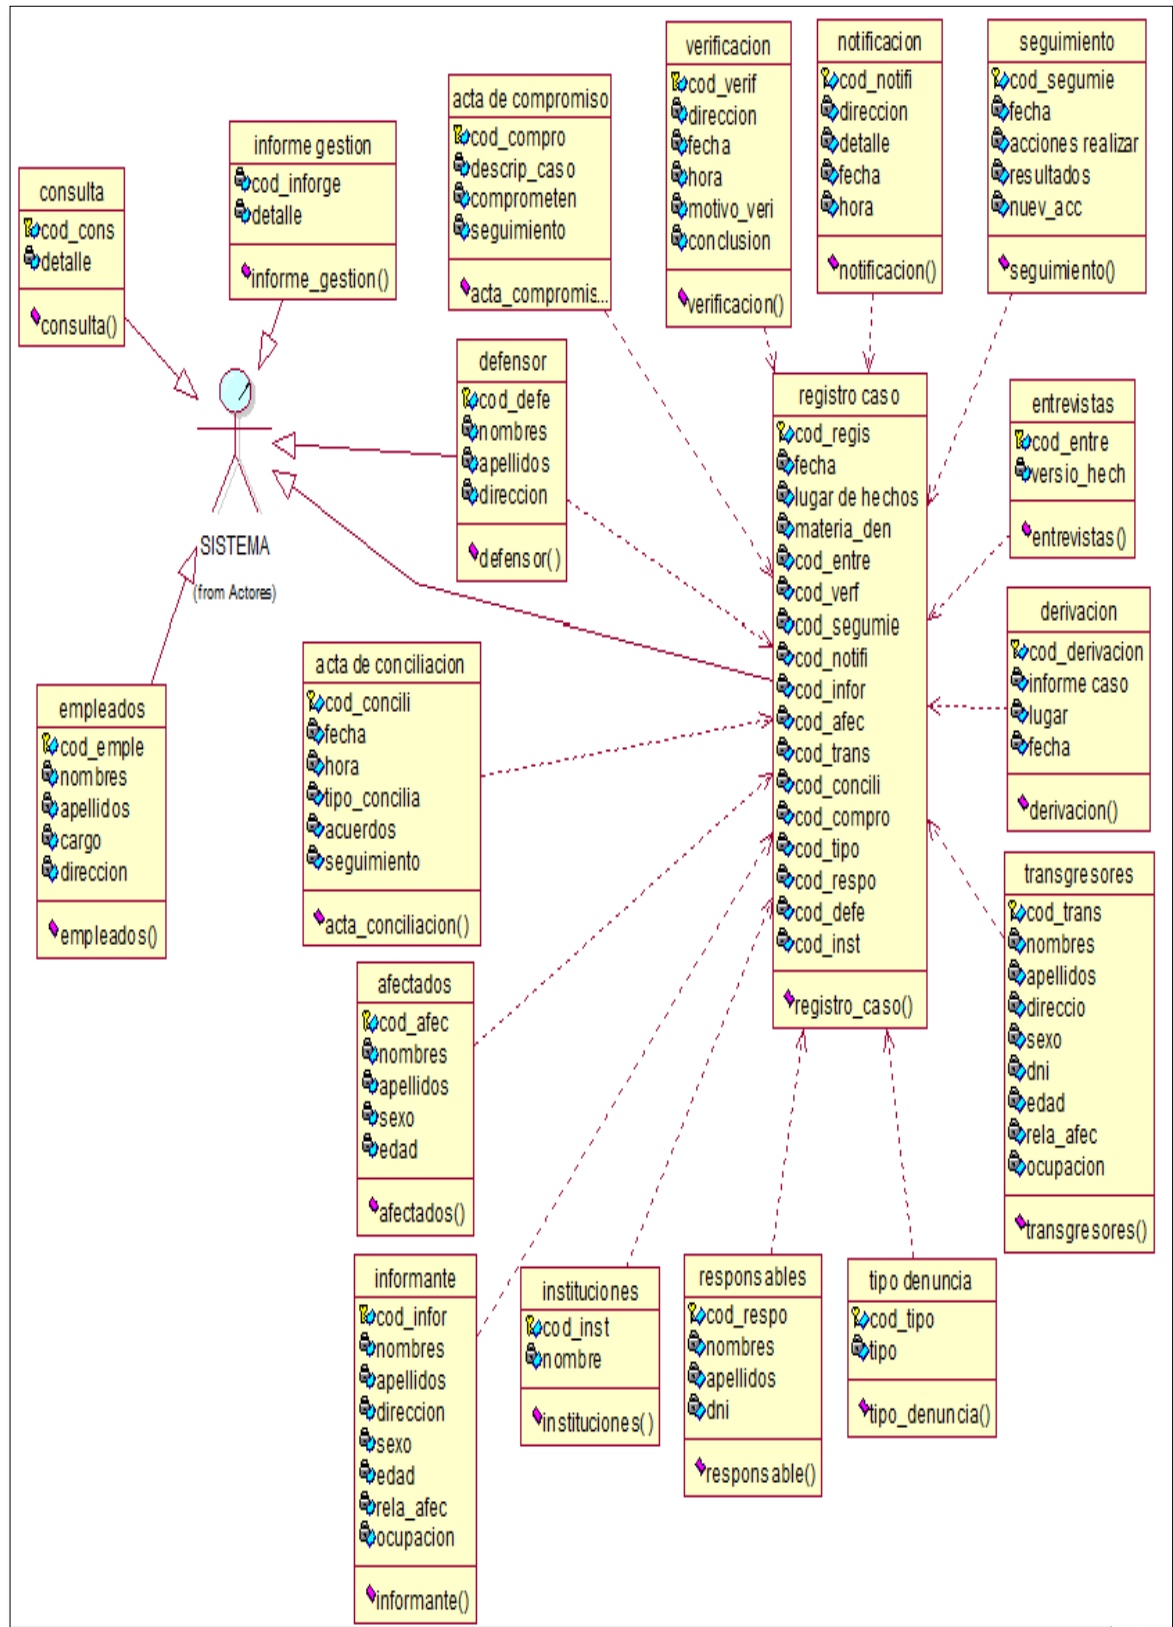 verificacion
cod_verif
direccion
fecha
hora
motivo_veri
conclusion
verificacion()
notificacion
cod_notifi
direccion
detalle
fecha
hora
notificacion()
seguimiento
cod_segumie
fecha
acciones realizar
resultados
nuev_acc
seguimiento()
acta de compromiso
cod_compro
descrip_caso
comprometen
seguimiento
acta_compromis...
informe gestion
cod_inforge
detalle
informe_gestion()
consulta
cod_cons
detalle
consulta()
defensor
cod_defe
nombres
apellidos
direccion
defensor()
SISTEMA
(from Actores)
registro caso
cod_regis
fecha
lugar de hechos
materia_den
cod_entre
cod_verf
cod_segumie
cod_notifi
cod_infor
cod_afec
cod_trans
cod_concili
cod_compro
cod_tipo
cod_respo
cod_defe
cod_inst
registro_caso()
entrevistas
cod_entre
versio_hech
entrevistas()
derivacion
cod_derivacion
informe caso
lugar
fecha
derivacion()
acta de conciliacion
cod_concili
fecha
hora
tipo_concilia
acuerdos
seguimiento
acta_conciliacion()
empleados
cod_emple
nombres
apellidos
cargo
direccion
empleados()
transgresores
cod_trans
nombres
apellidos
direccio
sexo
dni
edad
rela_afec
ocupacion
transgresores()
afectados
cod_afec
nombres
apellidos
sexo
edad
afectados()
informante
cod_infor
nombres
apellidos
direccion
sexo
edad
rela_afec
ocupacion
informante()
instituciones
cod_inst
nombre
instituciones()
responsables
cod_respo
nombres
apellidos
dni
responsable()
tipo denuncia
cod_tipo
tipo
tipo_denuncia()